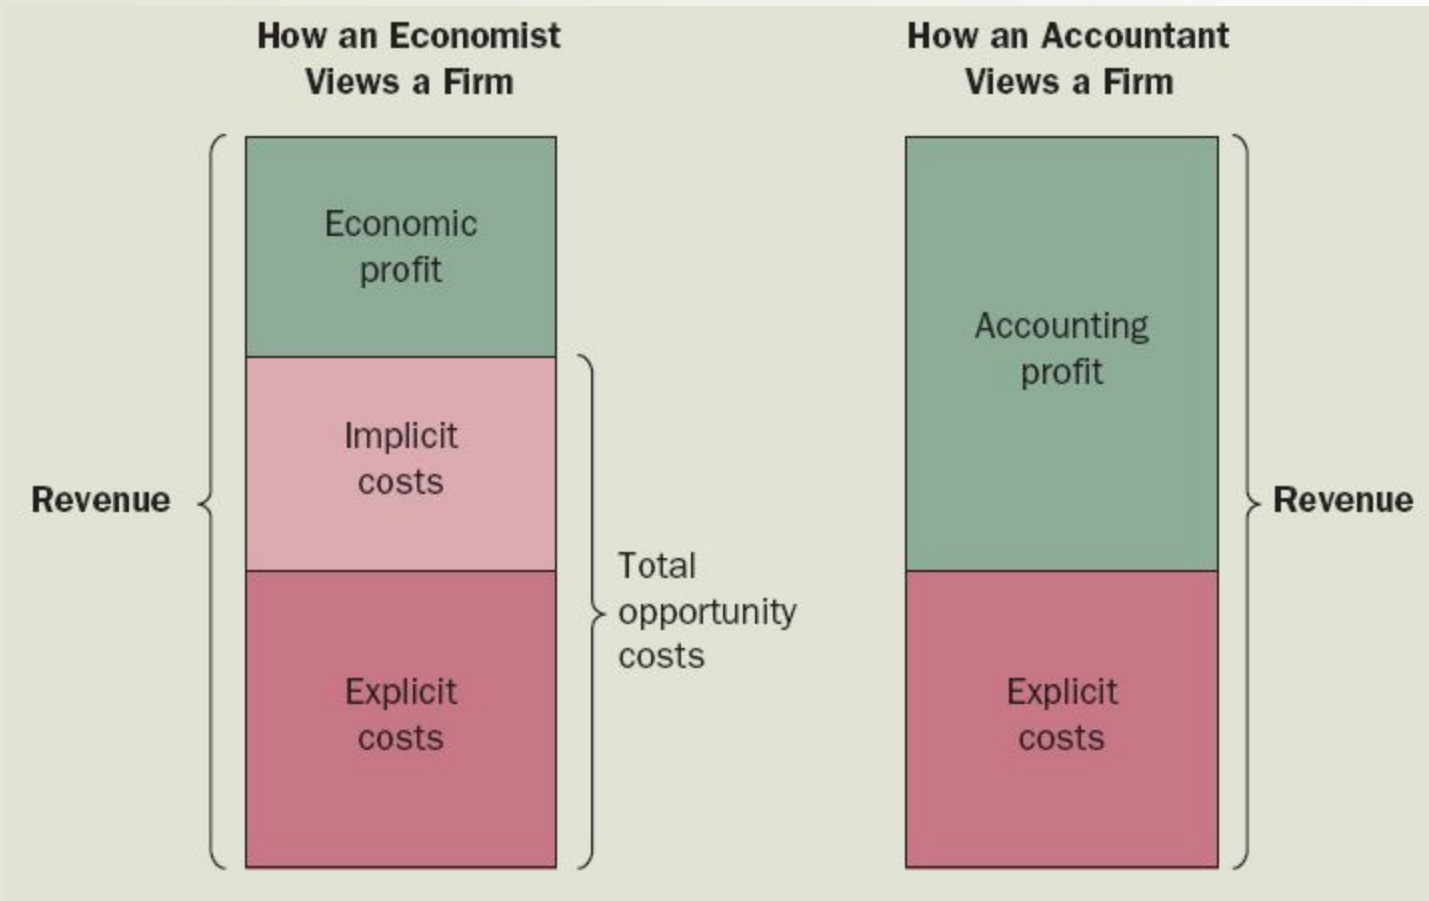 How an Economist
Views a Firm
Economic
profit
Implicit
costs
Explicit
costs
Revenue
Total
opportunity
costs
How an Accountant
Views a Firm
Accounting
profit
Explicit
costs
Revenue